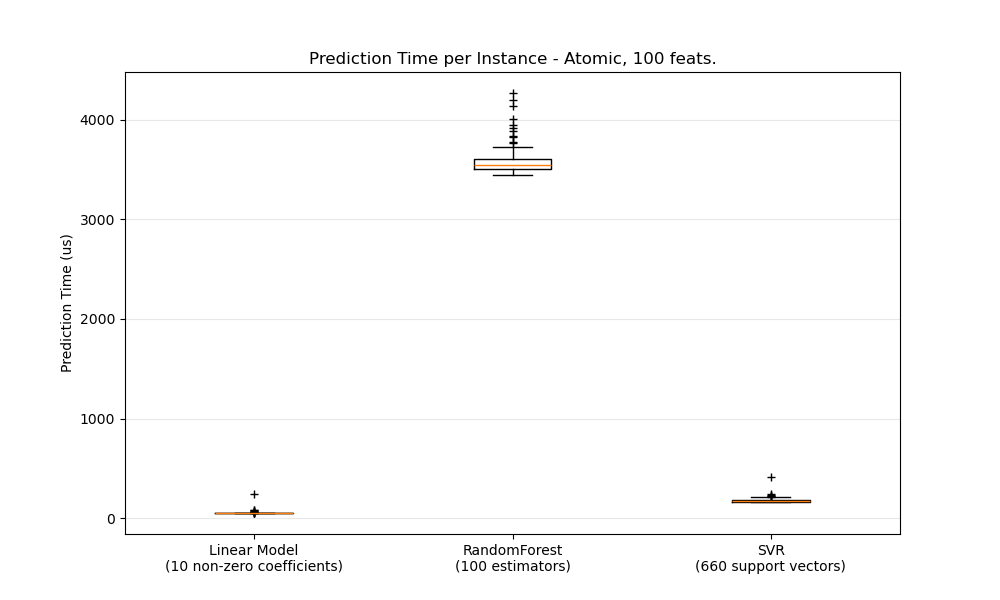 Prediction Time per Instance - Atomic, 100 feats.
Prediction Time (us)
4000
3000
2000
1000
0
Linear Model
(10 non-zero coefficients)
RandomForest
(100 estimators)
SVR
(660 support vectors)